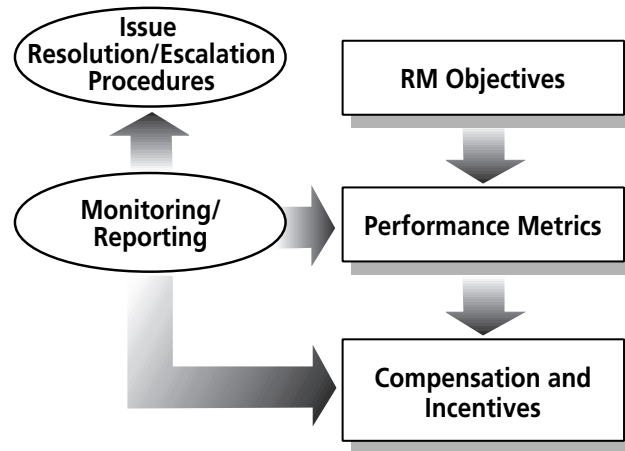 Issue
Resolution/Escalation
Procedures
RM Objectives
Monitoring/
Reporting
Performance Metrics
Compensation and
Incentives